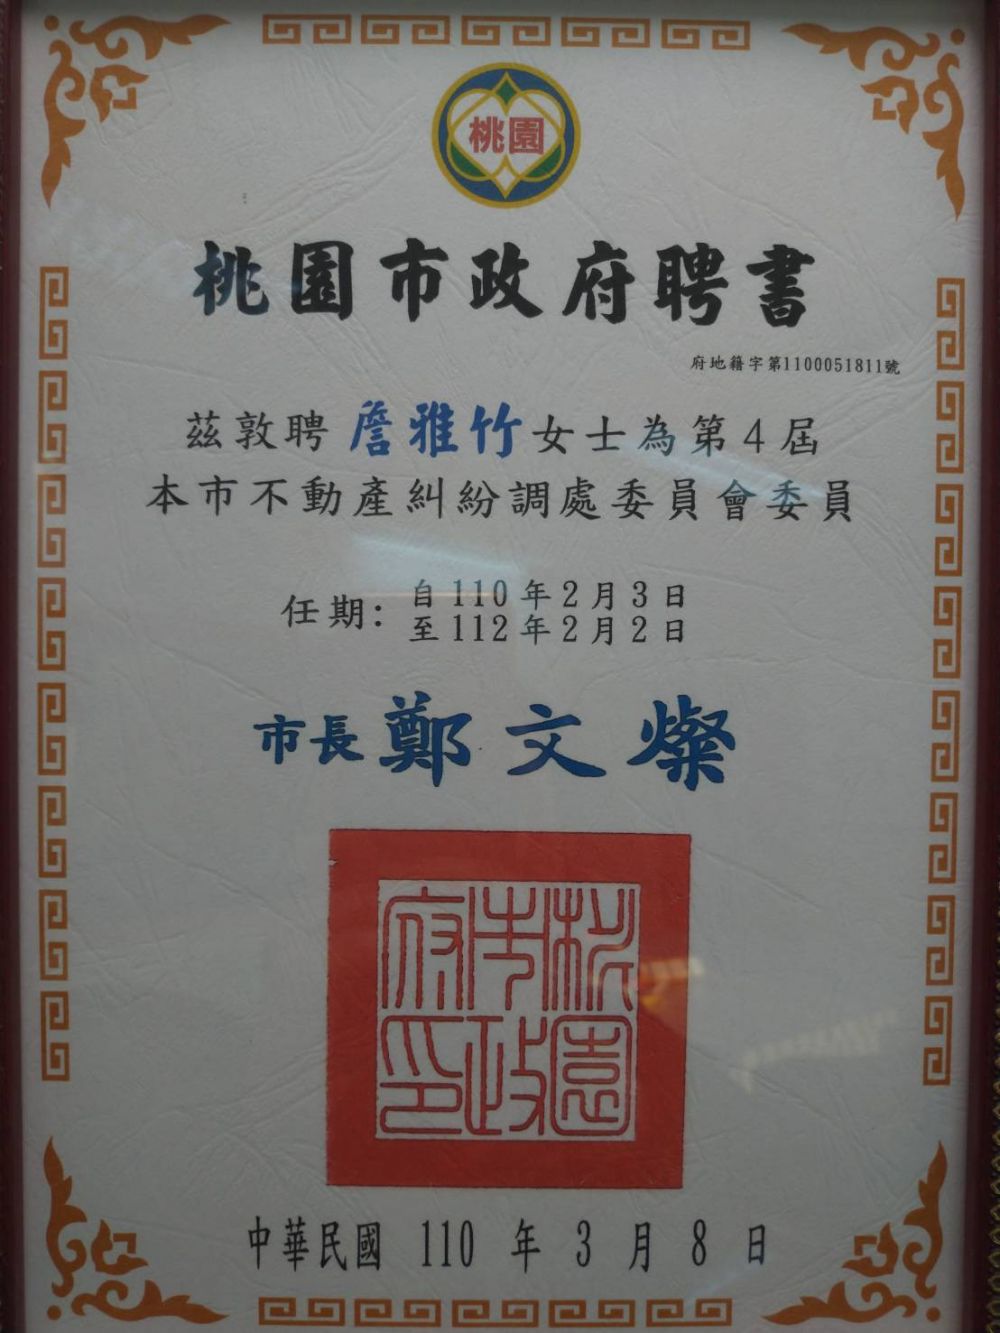 桃園
桃園市政府聘書
府地籍字第1100051811號
茲敦聘 詹雅竹 女士為第4屆
本市不動產糾紛調處委員會委員
任期：自110年2月3日
至112年2月2日
市長 鄭文燦
桃園市政府印
中華民國 110 年 3 月 8 日